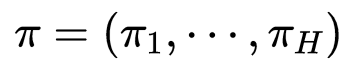 π = (π₁, ⋯ , π_H)